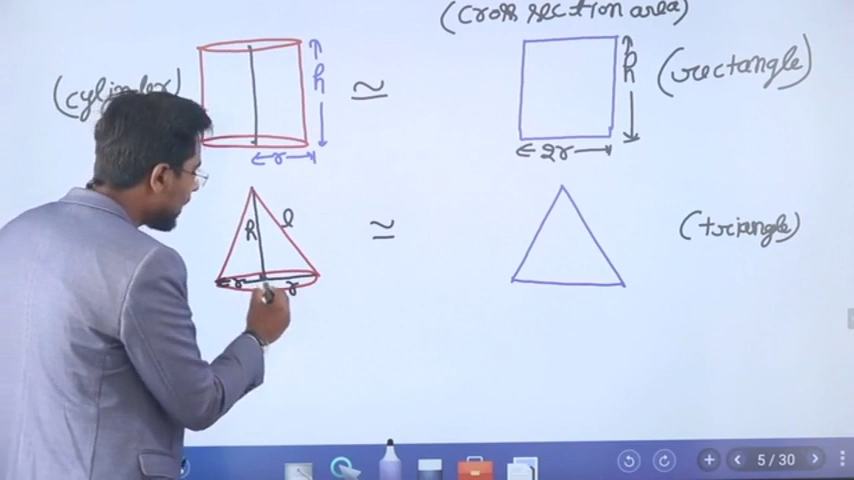 (cross section area)
(cylinder)
h
≃
h
(rectangle)
←r→
←2r→
h
l
≃
(triangle)
←r
r
5/30